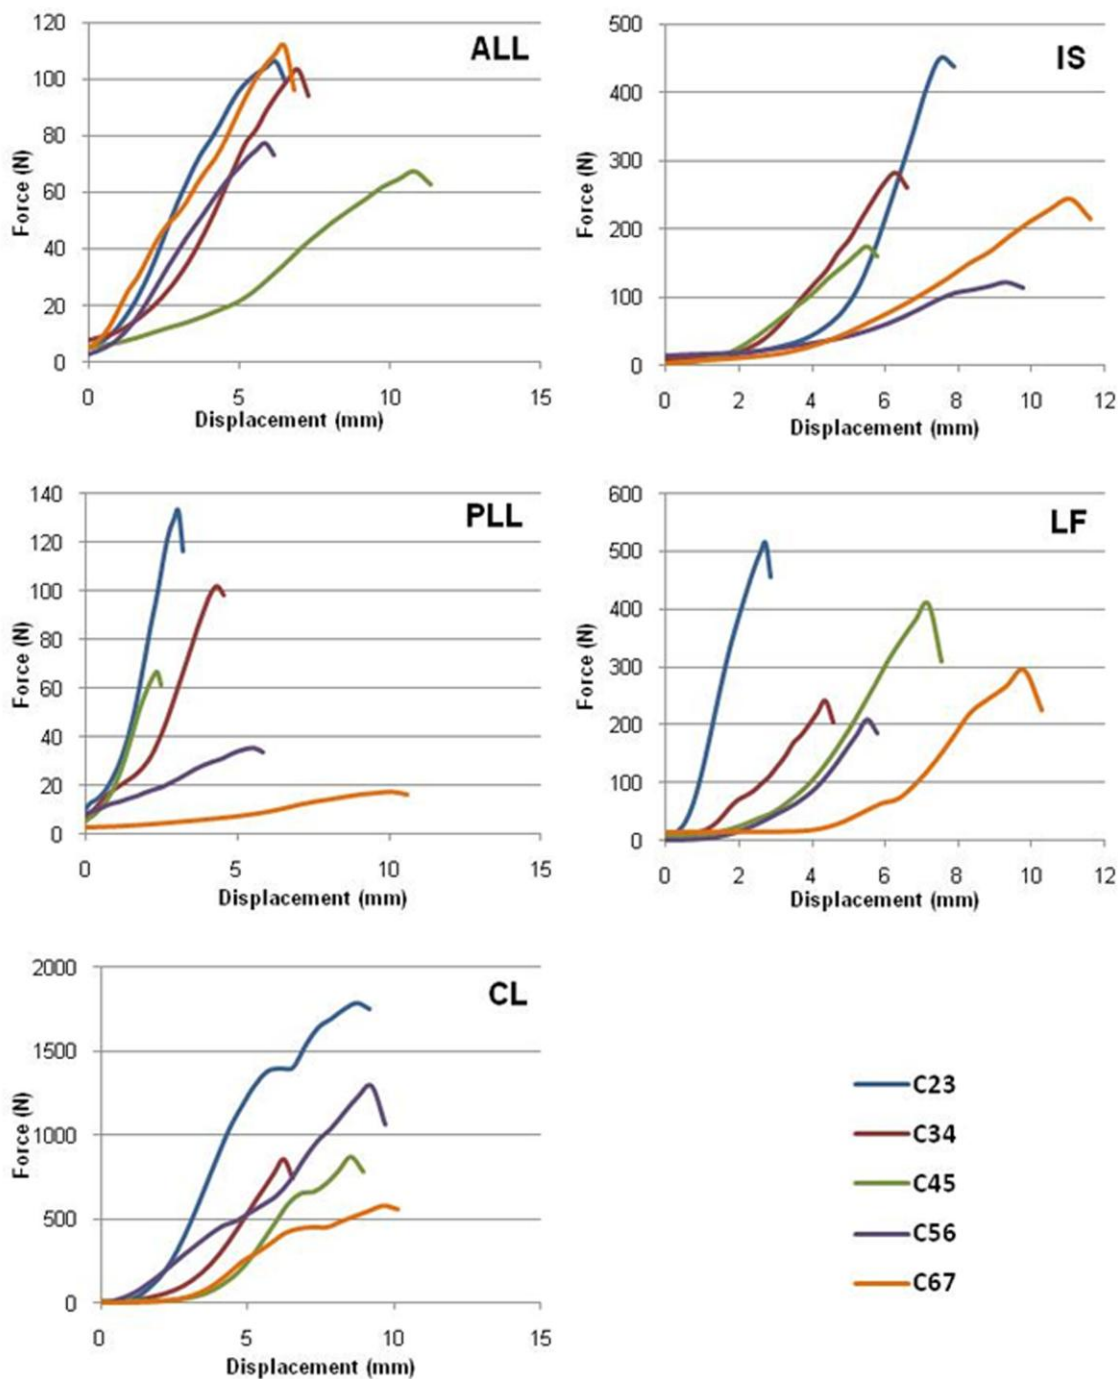 ALL
Force (N)
120
100
80
60
40
20
0
0 5 10 15
Displacement (mm)
IS
Force (N)
500
400
300
200
100
0
0 2 4 6 8 10 12
Displacement (mm)
PLL
Force (N)
140
120
100
80
60
40
20
0
0 5 10 15
Displacement (mm)
LF
Force (N)
600
500
400
300
200
100
0
0 2 4 6 8 10 12
Displacement (mm)
CL
Force (N)
2000
1500
1000
500
0
0 5 10 15
Displacement (mm)
C23
C34
C45
C56
C67